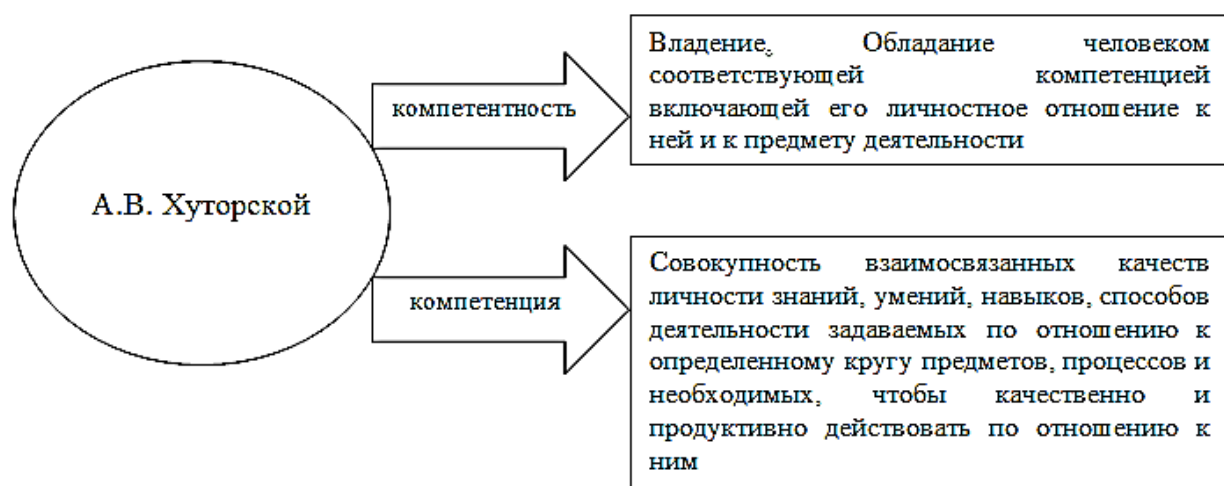 А.В. Хуторской
компетентность
Владение, Обладание человеком
соответствующей компетенцией
включающей его личностное отношение к
ней и к предмету деятельности
компетенция
Совокупность взаимосвязанных качеств
личности знаний, умений, навыков, способов
деятельности задаваемых по отношению к
определенному кругу предметов, процессов и
необходимых, чтобы качественно и
продуктивно действовать по отношению к
ним